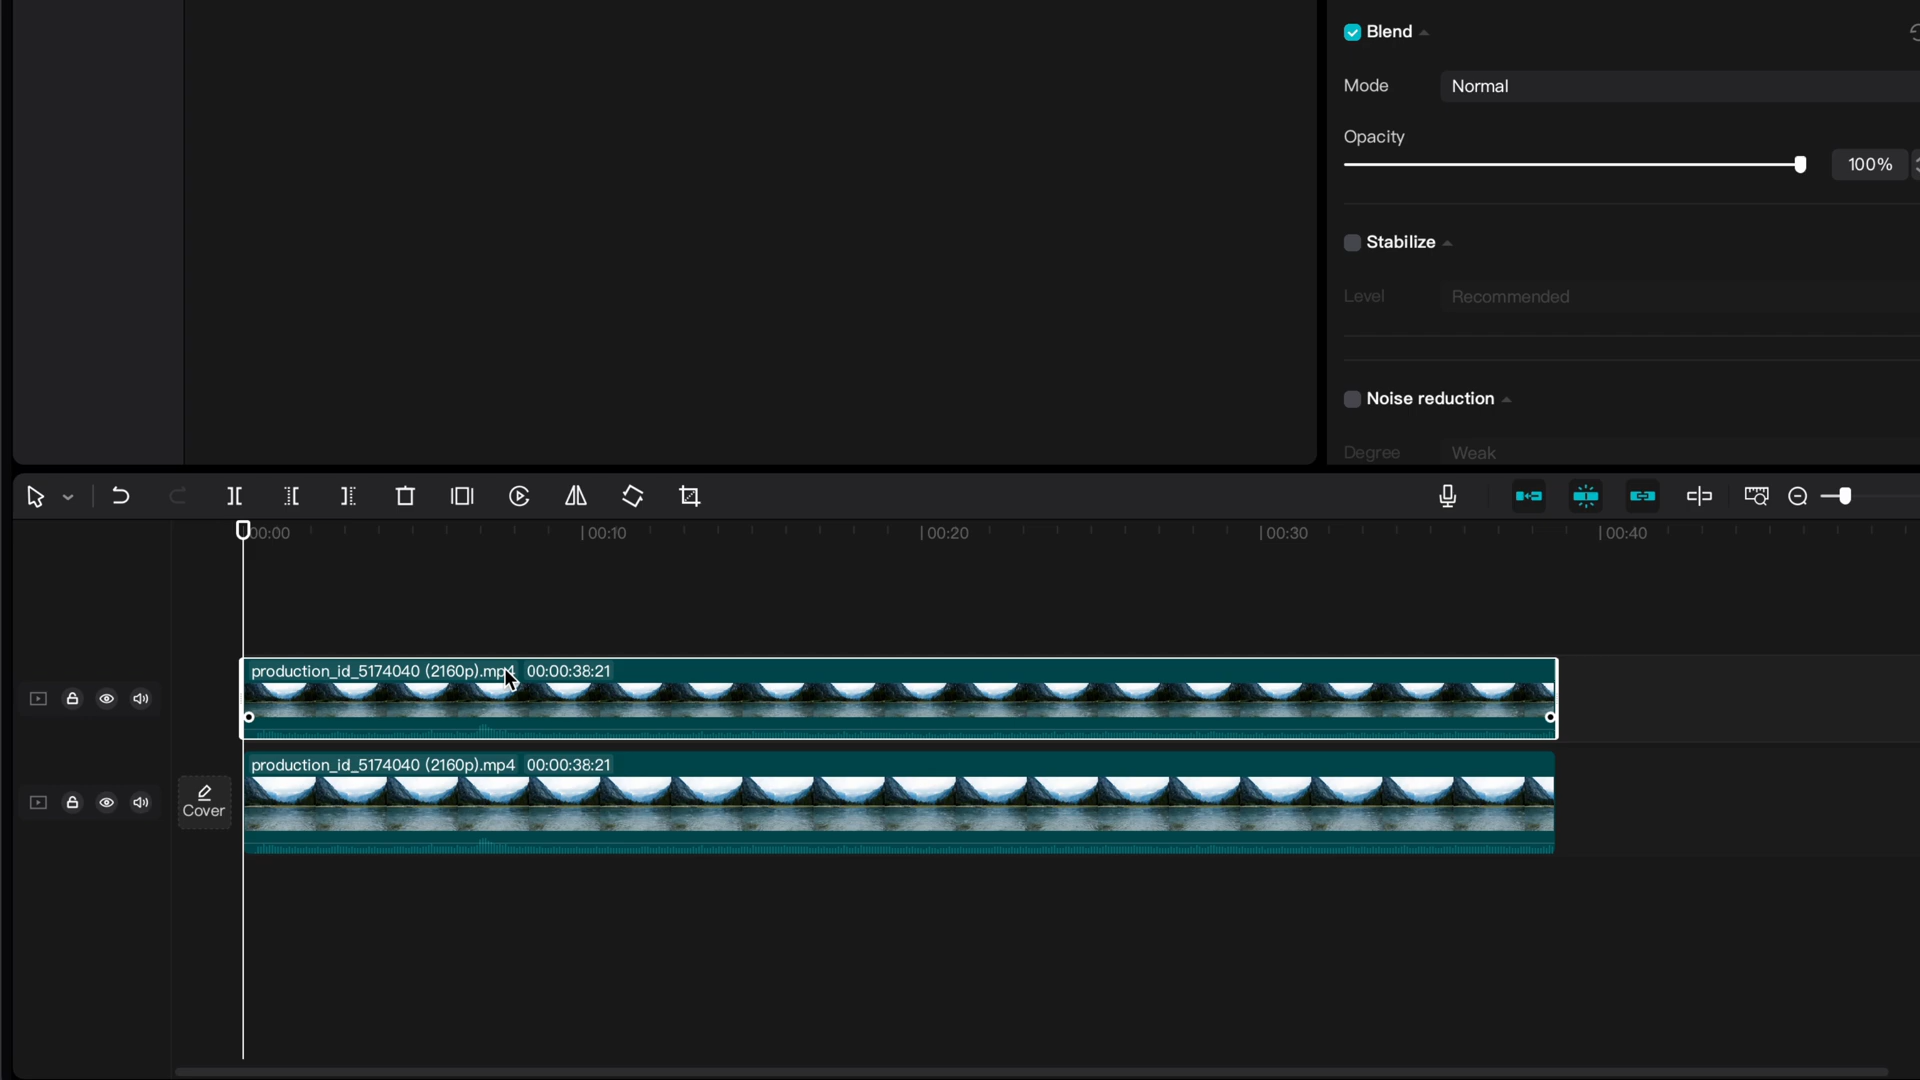 Blend
Mode
Normal
Opacity
100%
Stabilize
Level
Recommended
Noise reduction
Degree
Weak
00:00
00:10
00:20
00:30
00:40
production_id_5174040 (2160p).mp4 00:00:38:21
production_id_5174040 (2160p).mp4 00:00:38:21
Cover